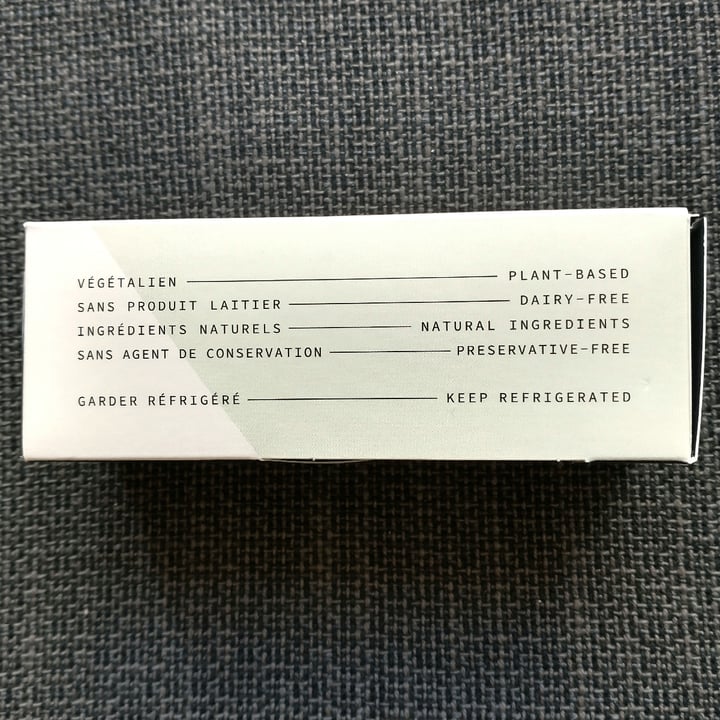 VÉGÉTALIEN PLANT-BASED
SANS PRODUIT LAITIER DAIRY-FREE
INGRÉDIENTS NATURELS NATURAL INGREDIENTS
SANS AGENT DE CONSERVATION PRESERVATIVE-FREE
GARDER RÉFRIGÉRÉ KEEP REFRIGERATED